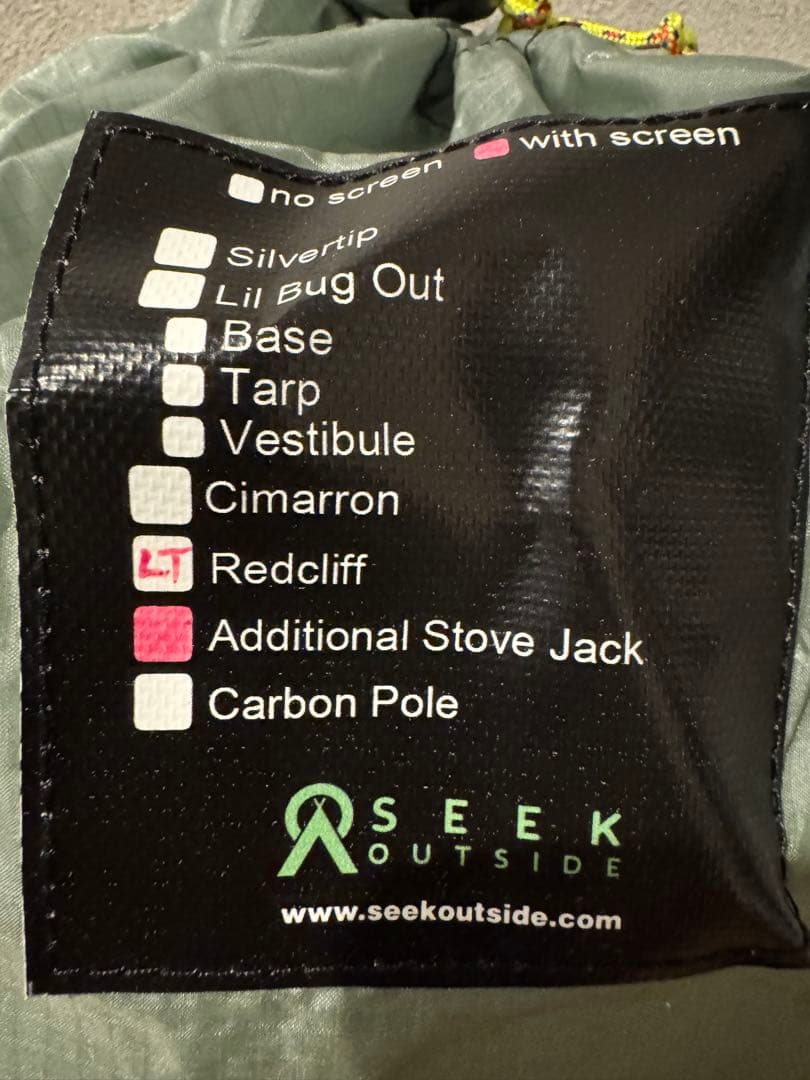 no screen with screen
Silvertip
Lil Bug Out
Base
Tarp
Vestibule
Cimarron
LT Redcliff
Additional Stove Jack
Carbon Pole
SEEK
OUTSIDE
www.seekoutside.com